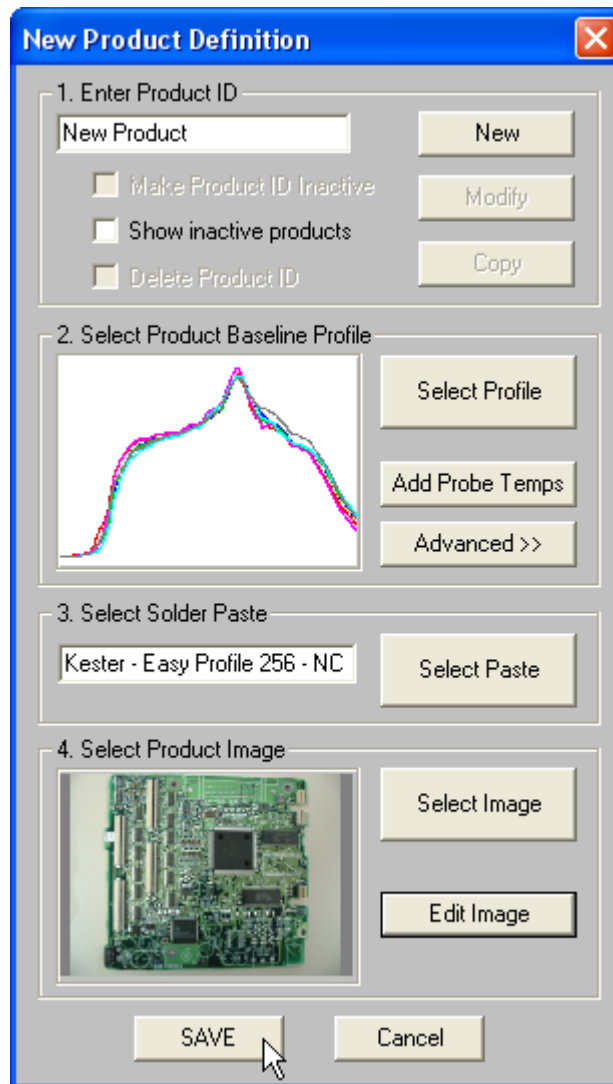 New Product Definition
1. Enter Product ID
New Product
New
Make Product ID Inactive
Modify
Show inactive products
Copy
Delete Product ID
2. Select Product Baseline Profile
Select Profile
Add Probe Temps
Advanced >>
3. Select Solder Paste
Kester - Easy Profile 256 - NC
Select Paste
4. Select Product Image
Select Image
Edit Image
SAVE
Cancel